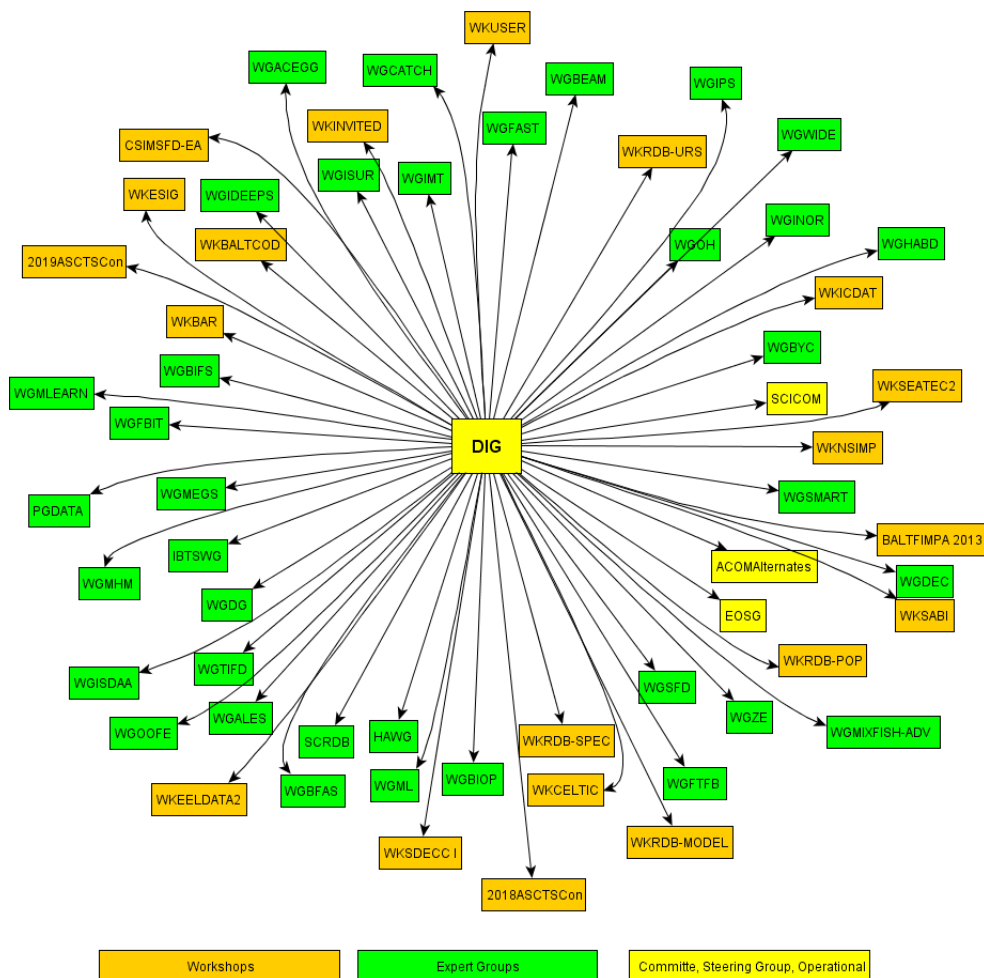 WKUSER
WGACEGG
WGCATCH
WGBEAM
WGIPS
WKINVITED
WGFAST
WGWIDE
CSIMSFD-EA
WGISUR
WGIMT
WKRDB-URS
WKESIG
WGIDEEPS
WKBALTCOD
WGOH
WGINOR
WGHABD
2019ASCTSCon
WKICDAT
WKBAR
WGBYC
WGBIFS
WGMLEARN
SCICOM
WKSEATEC2
WGFBIT
DIG
WKNSIMP
PGDATA
WGMEGS
WGSMART
IBTSWG
BALTFIMPA 2013
WGMHM
ACOMAlternates
WGDEC
WGDG
EOSG
WKSABI
WGISDAA
WGTIFD
WKRDB-POP
WGSFD
WGOOFE
WGALES
SCRDB
HAWG
WKRDB-SPEC
WGZE
WGMIXFISH-ADV
WKEELDATA2
WGBFAS
WGML
WGBIOP
WKCELTIC
WGFTFB
WKSDECC I
WKRDB-MODEL
2018ASCTSCon
Workshops
Expert Groups
Committe, Steering Group, Operational